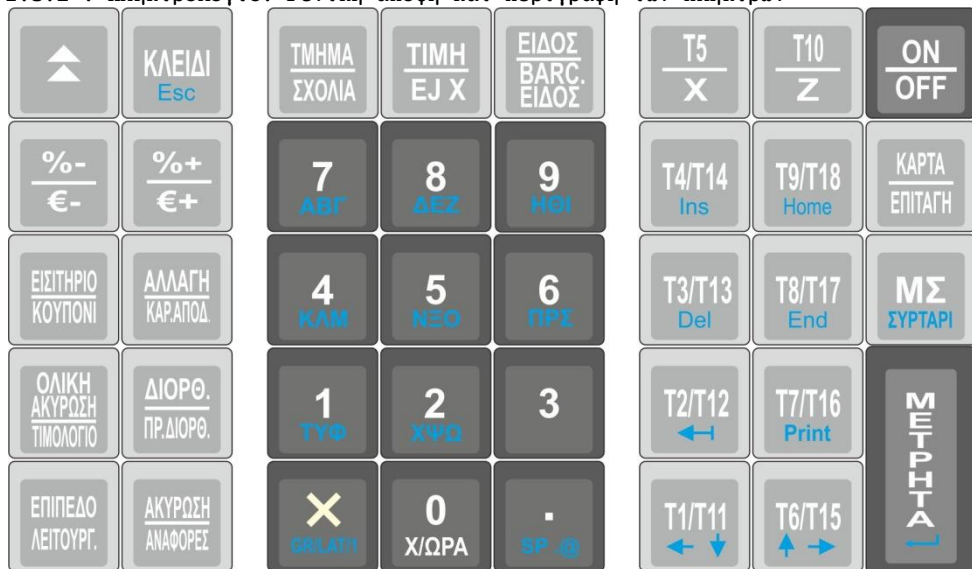 ΚΛΕΙΔΙ
Esc
ΤΜΗΜΑ
ΣΧΟΛΙΑ
ΤΙΜΗ
EJ X
ΕΙΔΟΣ
BARC.
ΕΙΔΟΣ
T5
X
T10
Z
ON
OFF
%-
€-
%+
€+
7
ΑΒΓ
8
ΔΕΖ
9
ΗΘΙ
T4/T14
Ins
T9/T18
Home
ΚΑΡΤΑ
ΕΠΙΤΑΓΗ
ΕΙΣΙΤΗΡΙΟ
ΚΟΥΠΟΝΙ
ΑΛΛΑΓΗ
ΚΑΡ.ΑΠΟΔ.
4
ΚΛΜ
5
ΝΞΟ
6
ΠΡΣ
T3/T13
Del
T8/T17
End
ΜΣ
ΣΥΡΤΑΡΙ
ΟΛΙΚΗ
ΑΚΥΡΩΣΗ
ΤΙΜΟΛΟΓΙΟ
ΔΙΟΡΘ.
ΠΡ.ΔΙΟΡΘ.
1
ΤΥΦ
2
ΧΨΩ
3
T2/T12
T7/T16
Print
ΜΕΤΡΗΤΑ
ΕΠΙΠΕΔΟ
ΛΕΙΤΟΥΡΓ.
ΑΚΥΡΩΣΗ
ΑΝΑΦΟΡΕΣ
X
GR/LAT/1
0
Χ/ΩΡΑ
.
SP .@
T1/T11
T6/T15